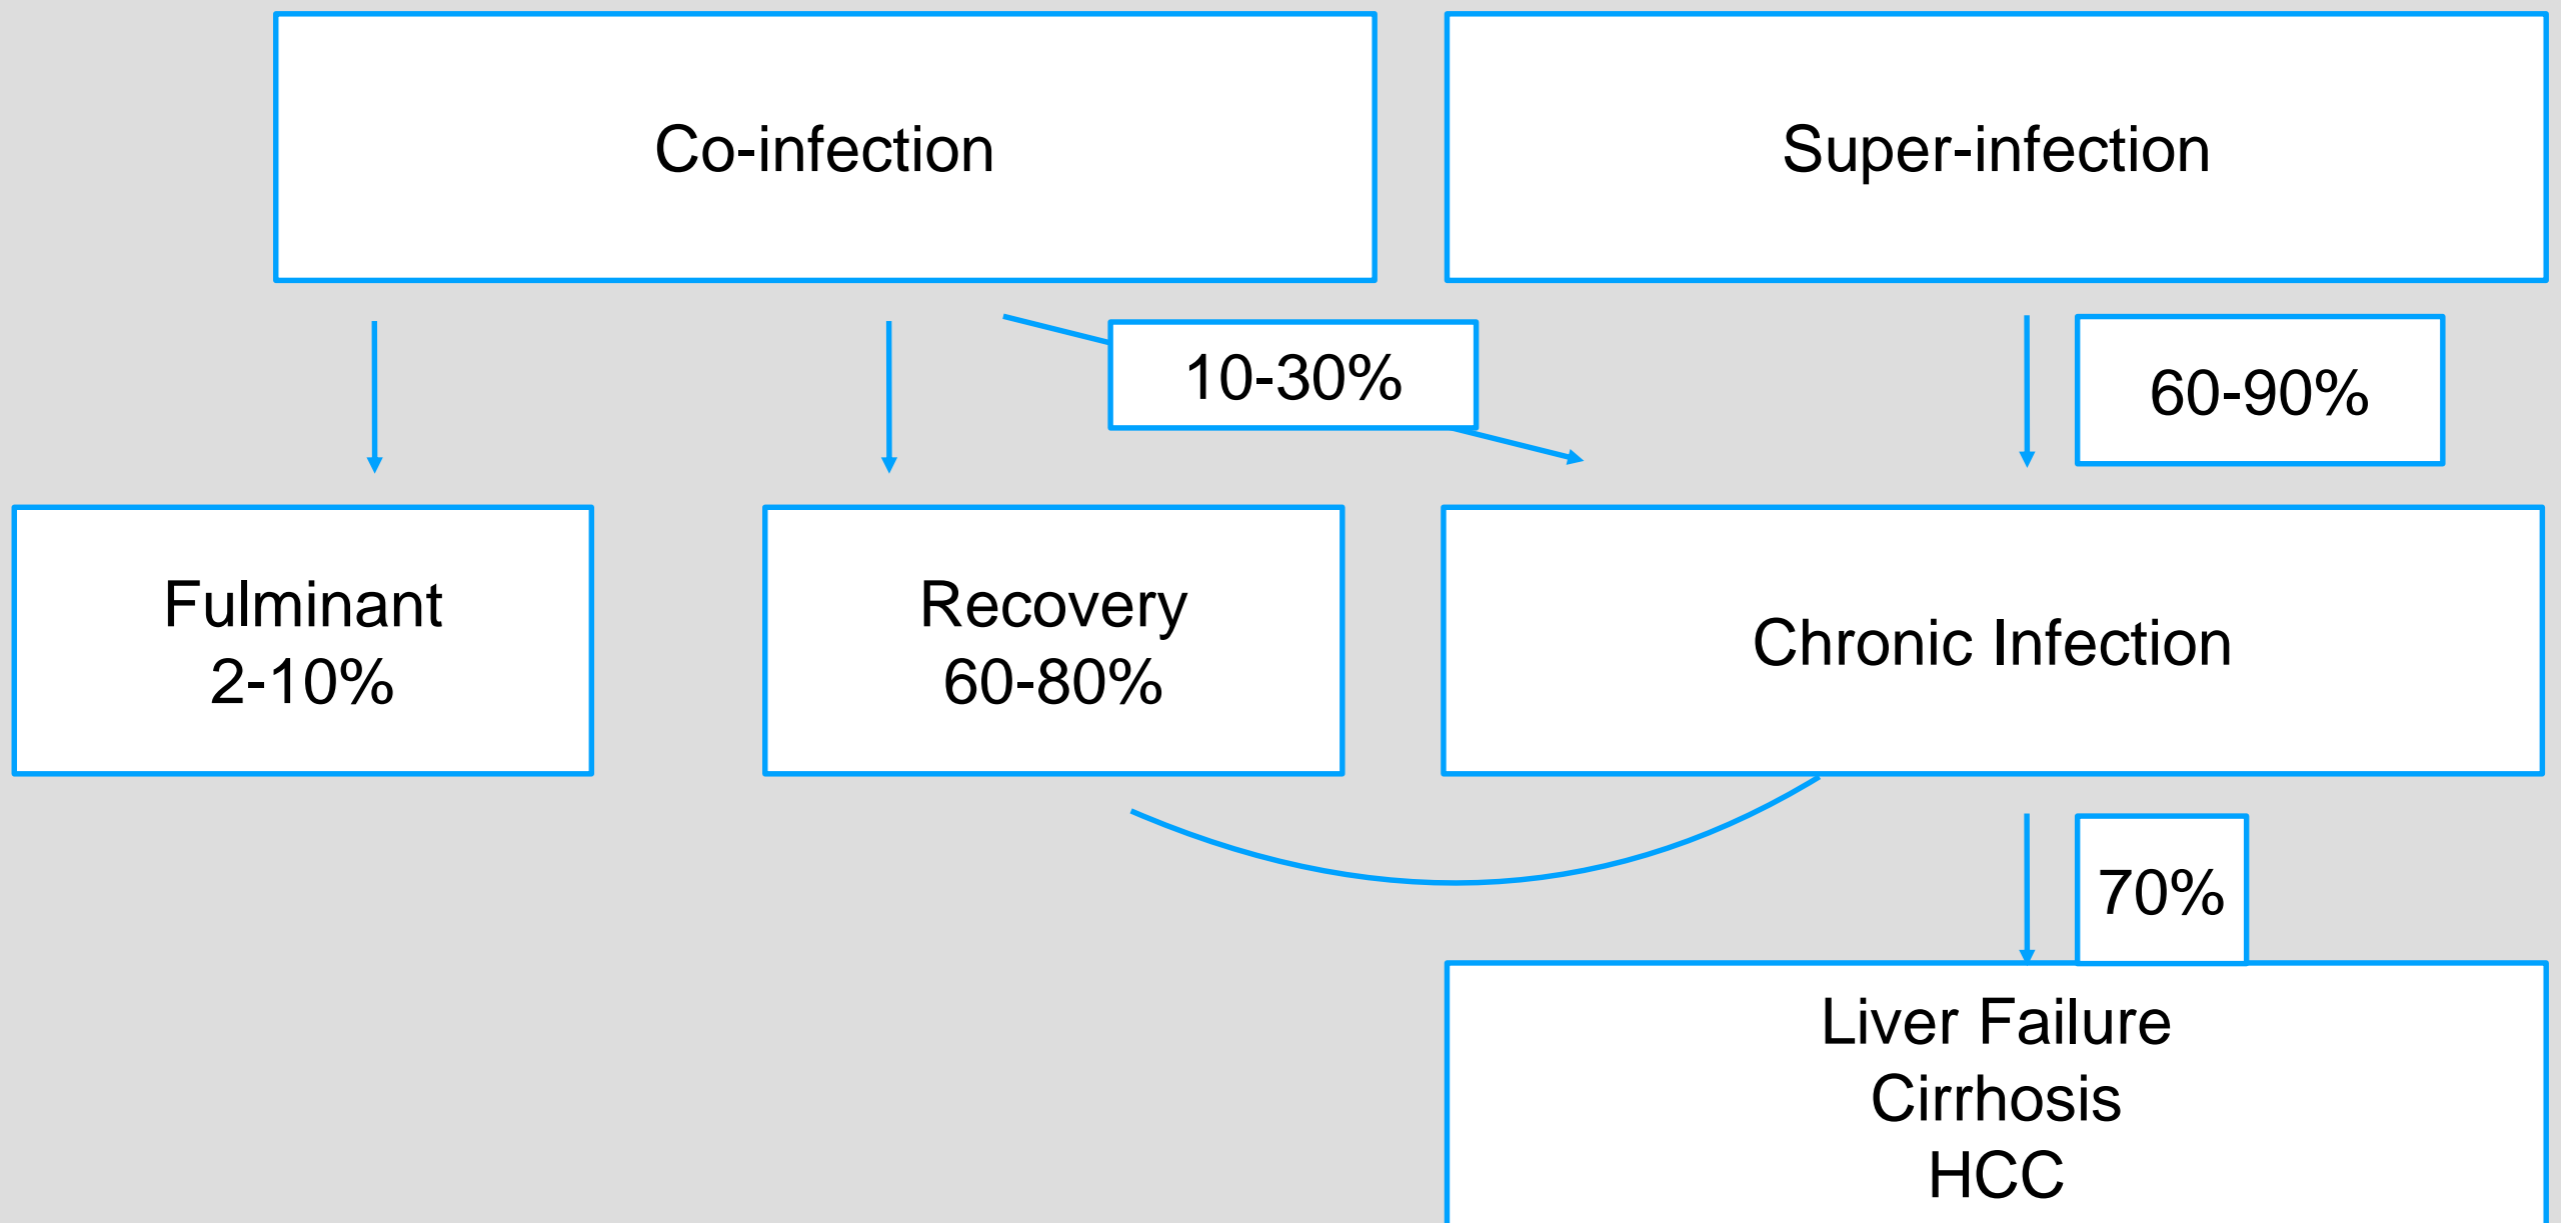 Co-infection
Super-infection
10-30%
60-90%
Fulminant
2-10%
Recovery
60-80%
Chronic Infection
70%
Liver Failure
Cirrhosis
HCC